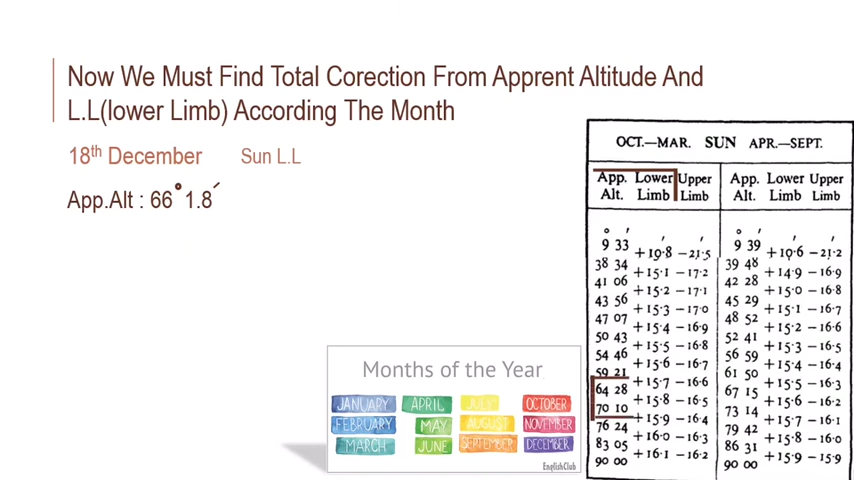 Now We Must Find Total Corection From Apprent Altitude And
L.L(lower Limb) According The Month
18th December Sun L.L
App.Alt : 66° 1.8′
OCT.—MAR. SUN APR.—SEPT.
App. Lower Upper App. Lower Upper
Alt. Limb Limb Alt. Limb Limb
° ′ ′ ′ ° ′ ′ ′
9 33 9 39
+10.8 −21.5 +10.6 −21.2
38 34 39 48
+15.1 −17.2 +14.9 −16.9
41 06 42 28
+15.2 −17.1 +15.0 −16.8
43 56 45 29
+15.3 −17.0 +15.1 −16.7
47 07 48 52
+15.4 −16.9 +15.2 −16.6
50 43 52 41
+15.5 −16.8 +15.3 −16.5
54 46 56 59
+15.6 −16.7 +15.4 −16.4
59 21 61 50
+15.7 −16.6 +15.5 −16.3
64 28 67 15
+15.8 −16.5 +15.6 −16.2
70 10 73 14
+15.9 −16.4 +15.7 −16.1
76 24 79 42
+16.0 −16.3 +15.8 −16.0
83 05 86 31
+16.1 −16.2 +15.9 −15.9
90 00 90 00
Months of the Year
JANUARY APRIL JULY OCTOBER
FEBRUARY MAY AUGUST NOVEMBER
MARCH JUNE SEPTEMBER DECEMBER
EnglishClub